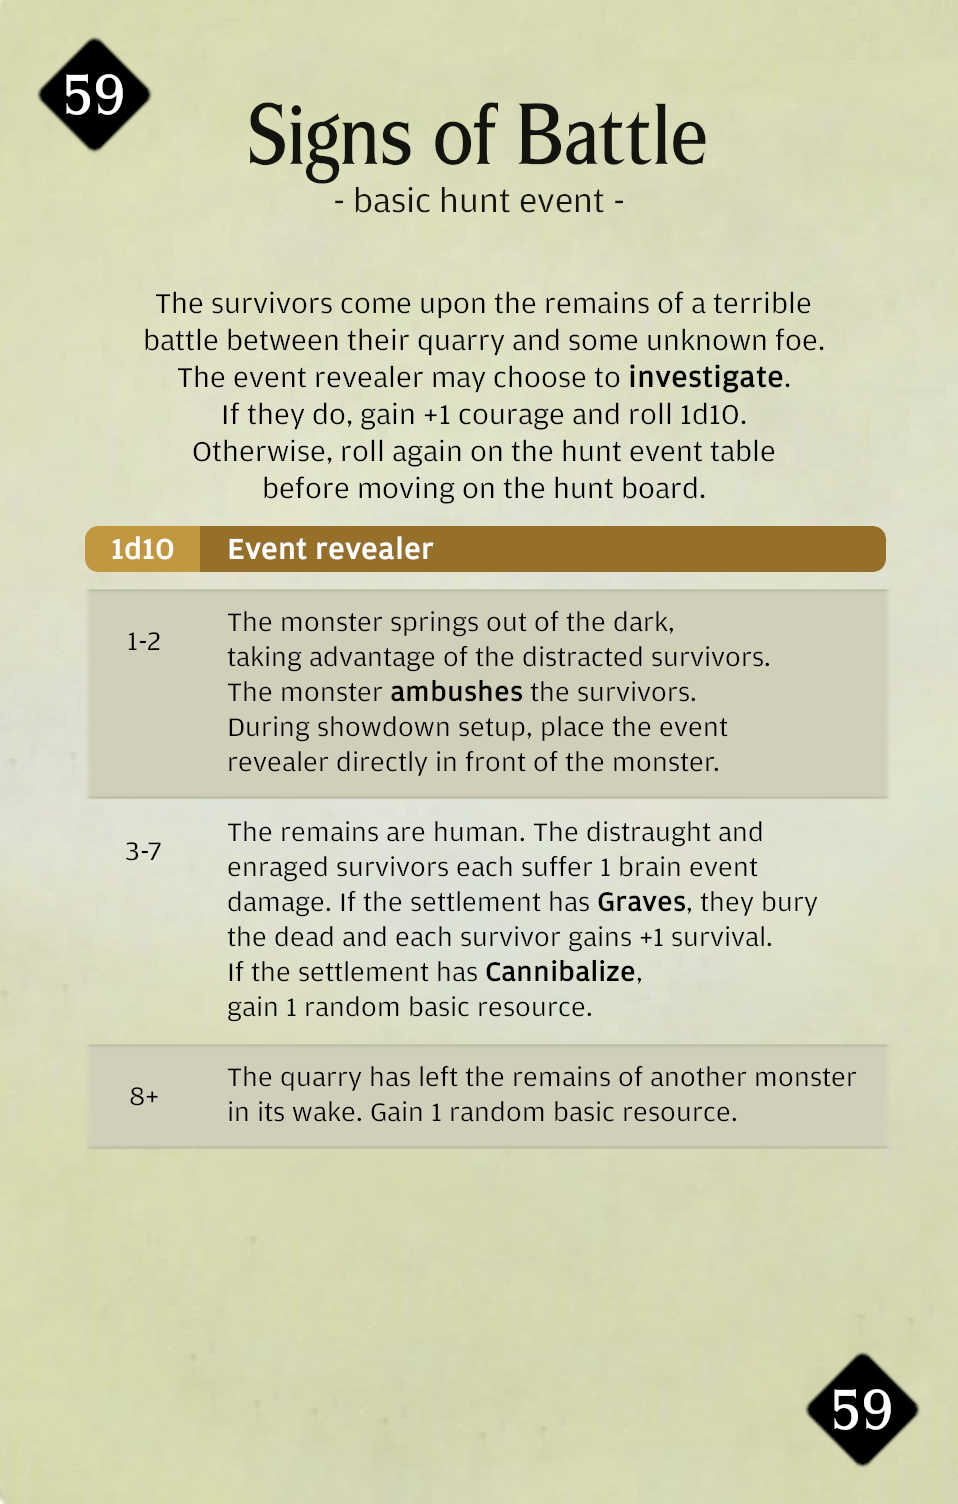 59
Signs of Battle
- basic hunt event -
The survivors come upon the remains of a terrible
battle between their quarry and some unknown foe.
The event revealer may choose to investigate.
If they do, gain +1 courage and roll 1d10.
Otherwise, roll again on the hunt event table
before moving on the hunt board.
1d10 Event revealer
1-2
The monster springs out of the dark,
taking advantage of the distracted survivors.
The monster ambushes the survivors.
During showdown setup, place the event
revealer directly in front of the monster.
3-7
The remains are human. The distraught and
enraged survivors each suffer 1 brain event
damage. If the settlement has Graves, they bury
the dead and each survivor gains +1 survival.
If the settlement has Cannibalize,
gain 1 random basic resource.
8+
The quarry has left the remains of another monster
in its wake. Gain 1 random basic resource.
59